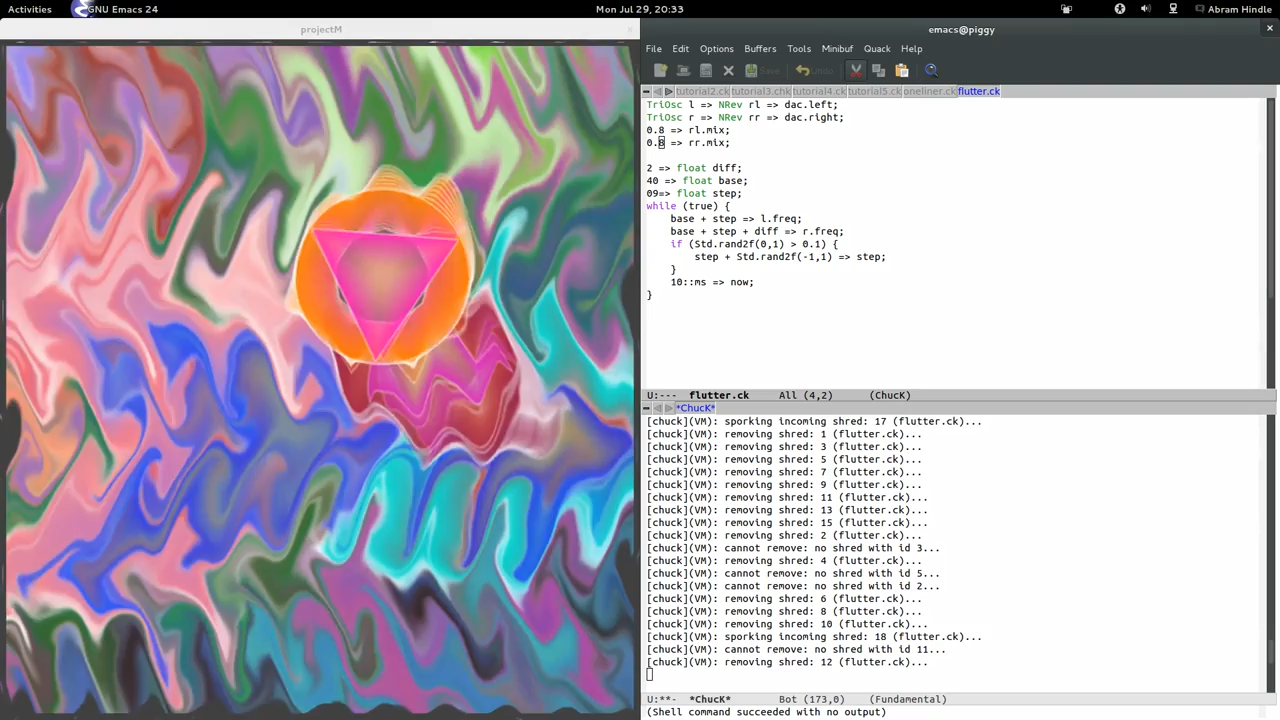 Activities GNU Emacs 24 Mon Jul 29, 20:33 Abram Hindle
projectM
emacs@piggy
File Edit Options Buffers Tools Minibuf Quack Help
Save Undo
tutorial2.ck tutorial3.chk tutorial4.ck tutorial5.ck oneliner.ck flutter.ck
TriOsc l => NRev rl => dac.left;
TriOsc r => NRev rr => dac.right;
0.8 => rl.mix;
0.8 => rr.mix;
2 => float diff;
40 => float base;
09=> float step;
while (true) {
    base + step => l.freq;
    base + step + diff => r.freq;
    if (Std.rand2f(0,1) > 0.1) {
        step + Std.rand2f(-1,1) => step;
    }
    10::ms => now;
}
U:--- flutter.ck All (4,2) (ChucK)
*ChucK*
[chuck](VM): sporking incoming shred: 17 (flutter.ck)...
[chuck](VM): removing shred: 1 (flutter.ck)...
[chuck](VM): removing shred: 3 (flutter.ck)...
[chuck](VM): removing shred: 5 (flutter.ck)...
[chuck](VM): removing shred: 7 (flutter.ck)...
[chuck](VM): removing shred: 9 (flutter.ck)...
[chuck](VM): removing shred: 11 (flutter.ck)...
[chuck](VM): removing shred: 13 (flutter.ck)...
[chuck](VM): removing shred: 15 (flutter.ck)...
[chuck](VM): removing shred: 2 (flutter.ck)...
[chuck](VM): cannot remove: no shred with id 3...
[chuck](VM): removing shred: 4 (flutter.ck)...
[chuck](VM): cannot remove: no shred with id 5...
[chuck](VM): cannot remove: no shred with id 2...
[chuck](VM): removing shred: 6 (flutter.ck)...
[chuck](VM): removing shred: 8 (flutter.ck)...
[chuck](VM): removing shred: 10 (flutter.ck)...
[chuck](VM): sporking incoming shred: 18 (flutter.ck)...
[chuck](VM): cannot remove: no shred with id 11...
[chuck](VM): removing shred: 12 (flutter.ck)...
U:**- *ChucK* Bot (173,0) (Fundamental)
(Shell command succeeded with no output)